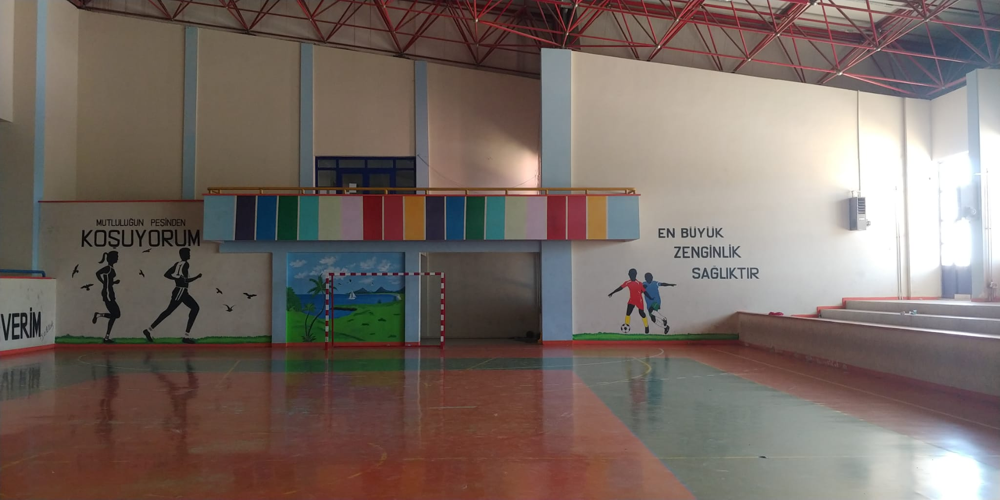 MUTLULUĞUN PEŞİNDEN
KOŞUYORUM
VERİM
EN BÜYÜK
ZENGİNLİK
SAĞLIKTIR